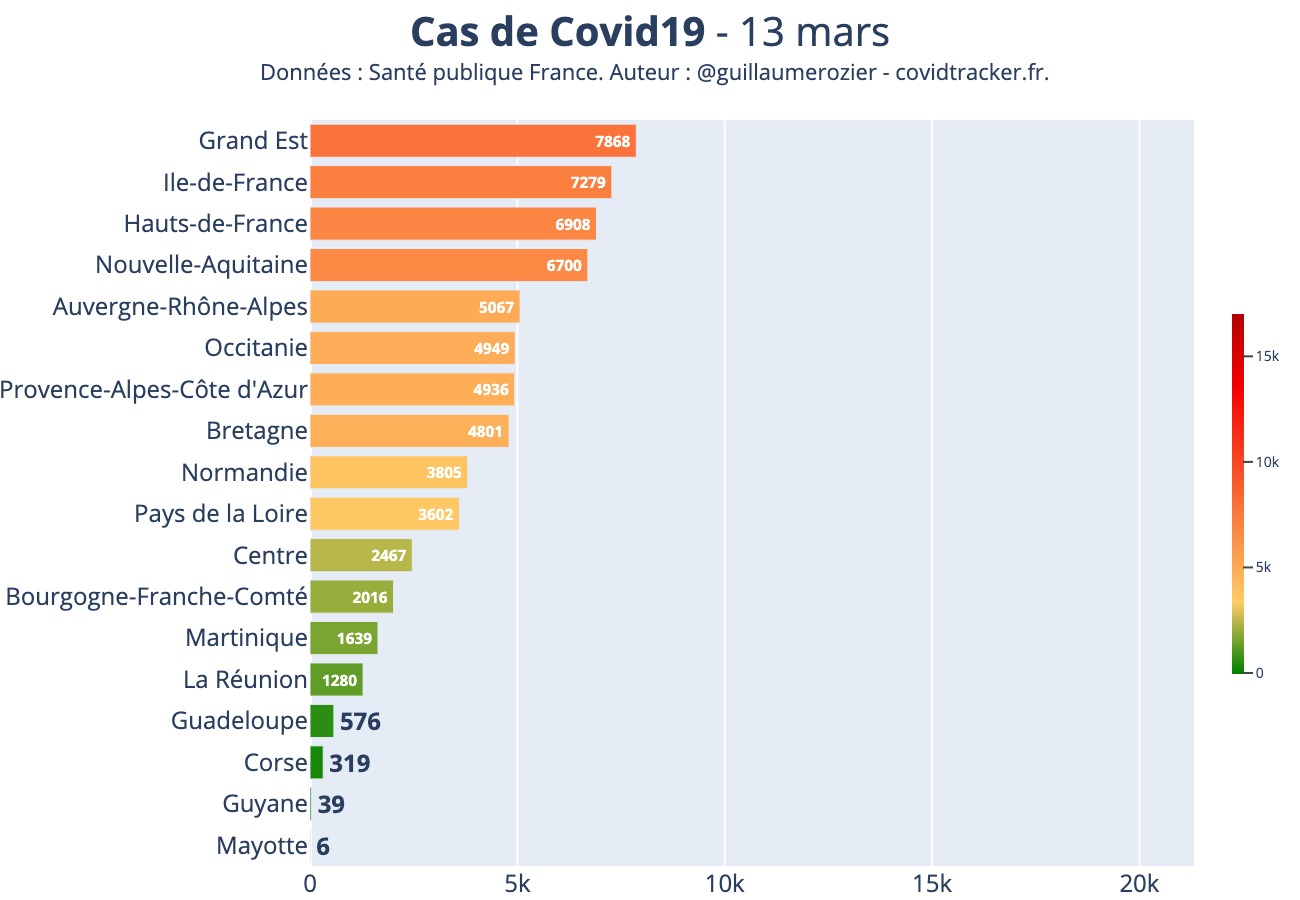 Cas de Covid19 - 13 mars
Données : Santé publique France. Auteur : @guillaumerozier - covidtracker.fr.
Grand Est 7868
Ile-de-France 7279
Hauts-de-France 6908
Nouvelle-Aquitaine 6700
Auvergne-Rhône-Alpes 5067
Occitanie 4949
Provence-Alpes-Côte d'Azur 4936
Bretagne 4801
Normandie 3805
Pays de la Loire 3602
Centre 2467
Bourgogne-Franche-Comté 2016
Martinique 1639
La Réunion 1280
Guadeloupe 576
Corse 319
Guyane 39
Mayotte 6
0 5k 10k 15k 20k
15k
10k
5k
0